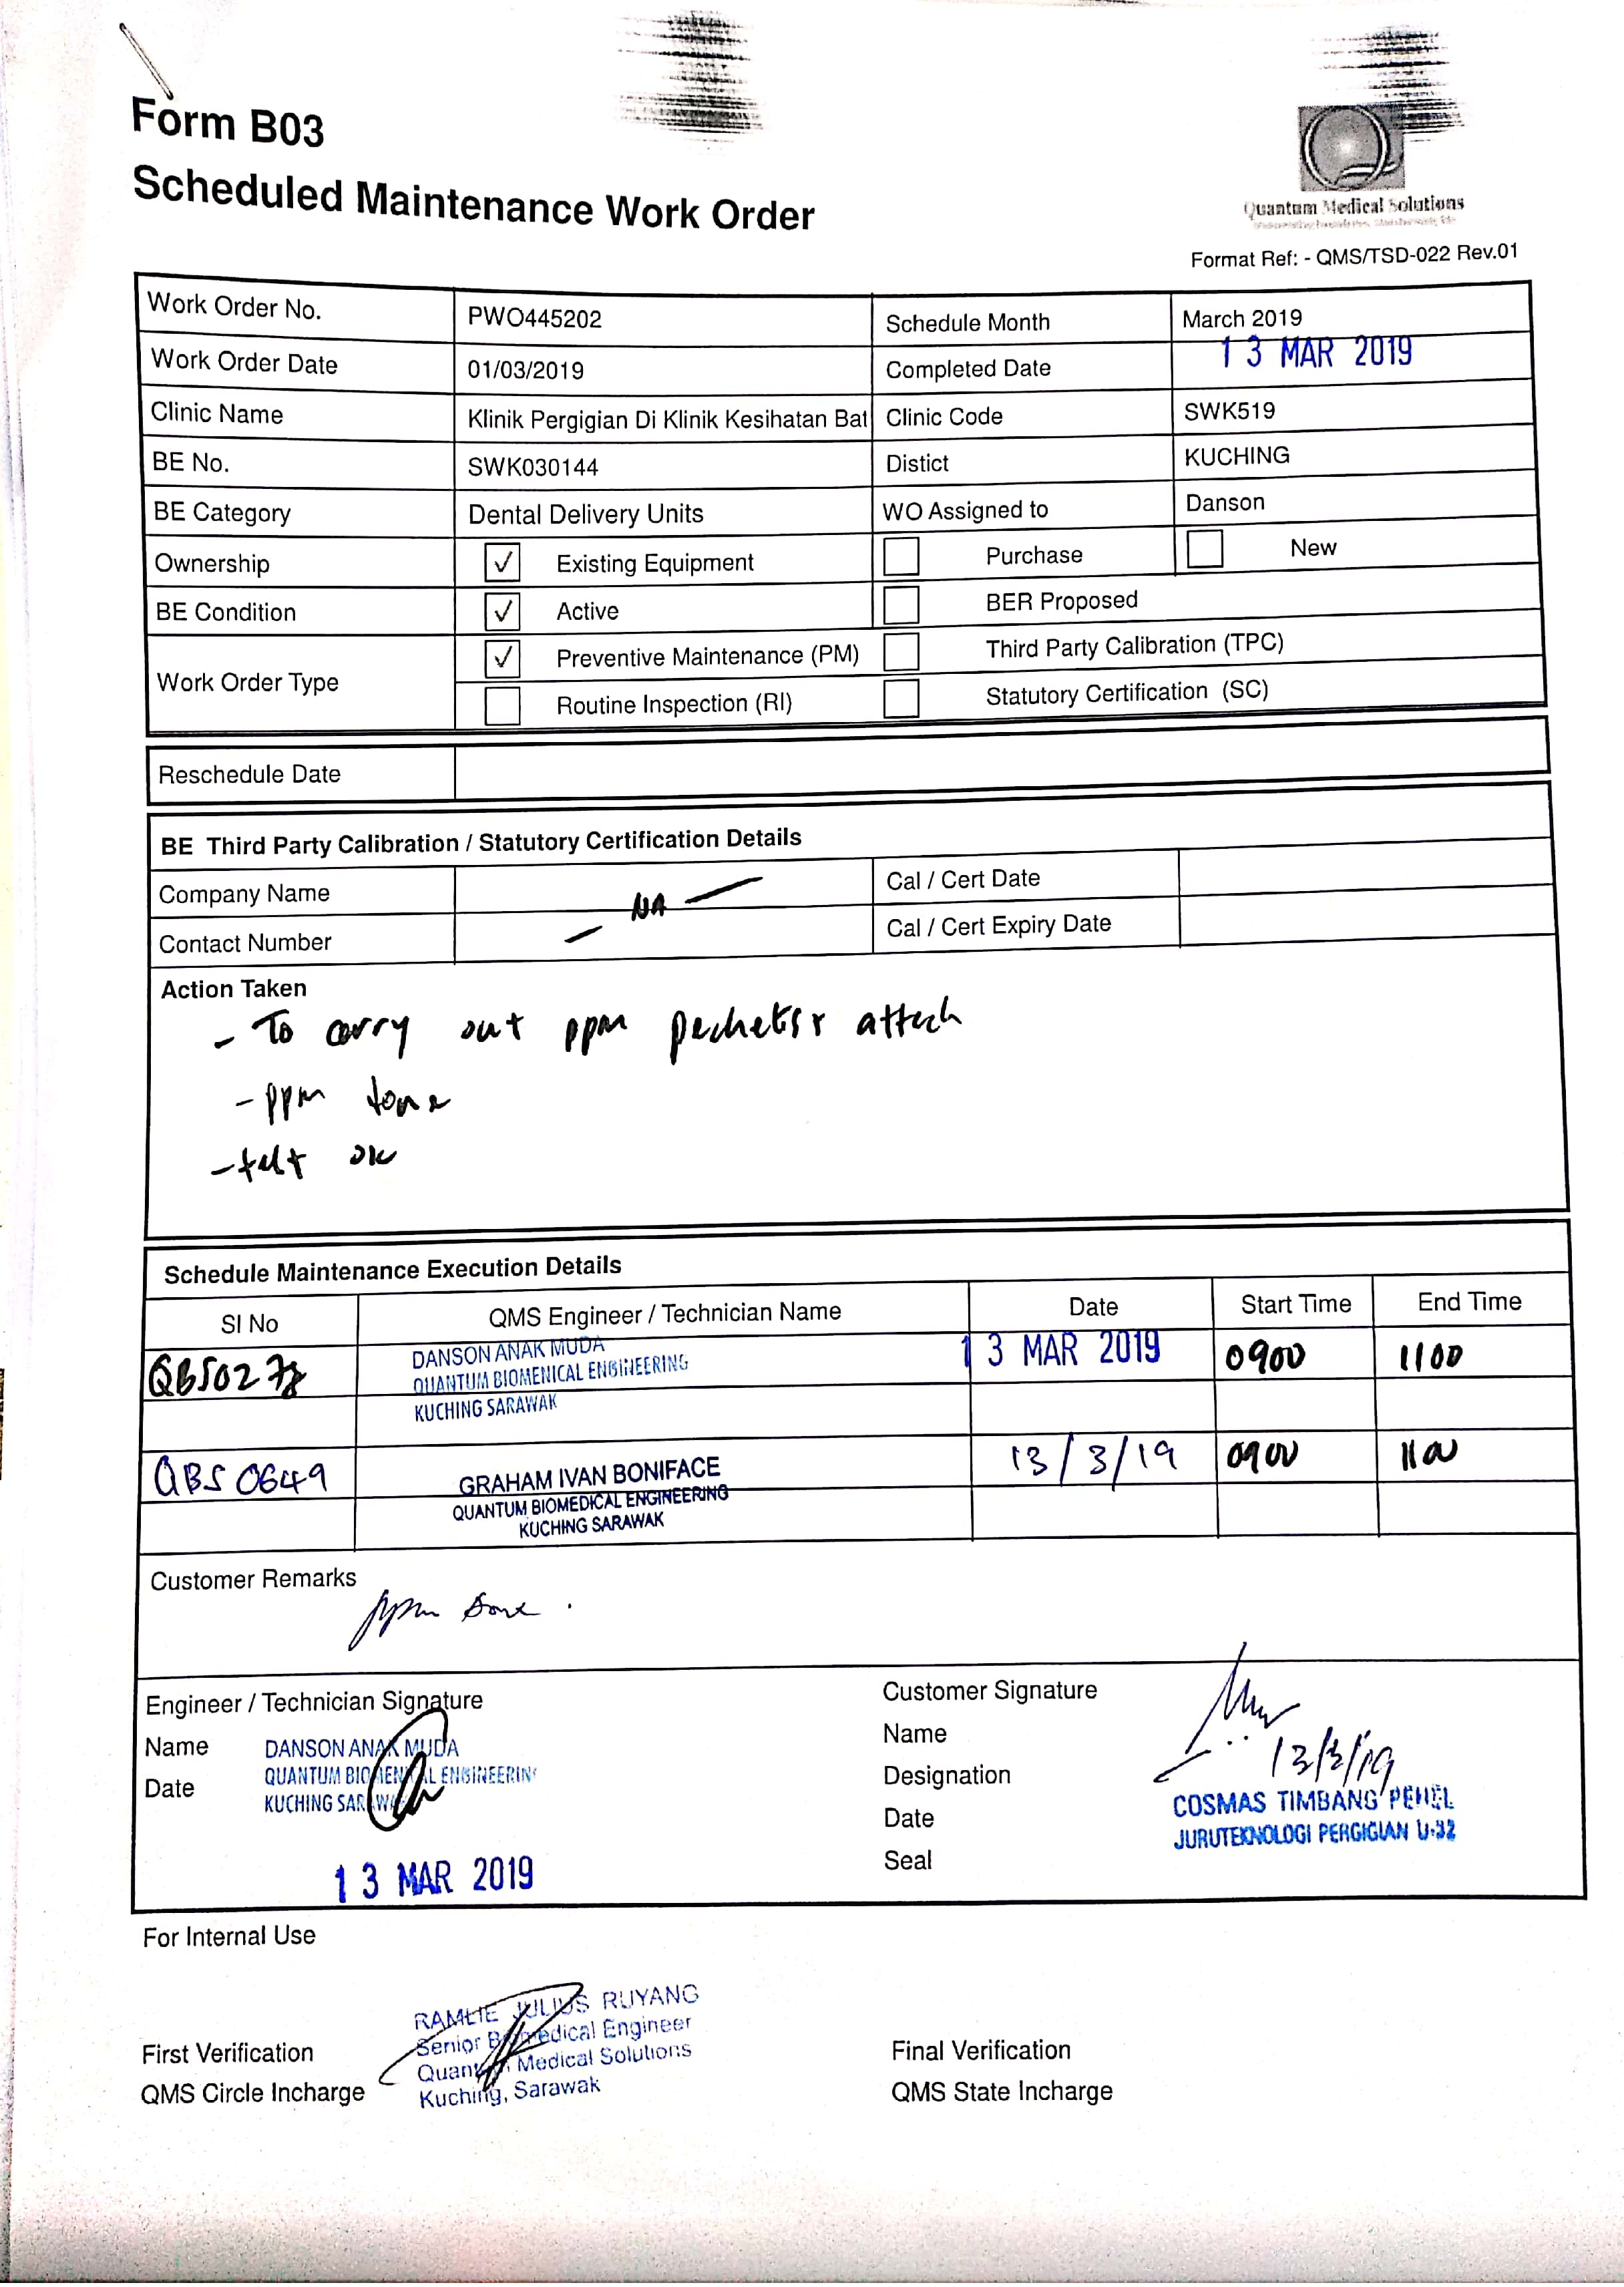 Form B03
Scheduled Maintenance Work Order
Quantum Medical Solutions
Format Ref: - QMS/TSD-022 Rev.01
Work Order No. PWO445202 Schedule Month March 2019
Work Order Date 01/03/2019 Completed Date 13 MAR 2019
Clinic Name Klinik Pergigian Di Klinik Kesihatan Bat Clinic Code SWK519
BE No. SWK030144 Distict KUCHING
BE Category Dental Delivery Units WO Assigned to Danson
Ownership ✓ Existing Equipment Purchase New
BE Condition ✓ Active BER Proposed
Work Order Type ✓ Preventive Maintenance (PM) Third Party Calibration (TPC)
Routine Inspection (RI) Statutory Certification (SC)
Reschedule Date
BE Third Party Calibration / Statutory Certification Details
Company Name Cal / Cert Date
- NA -
Contact Number Cal / Cert Expiry Date
Action Taken
- To carry out ppm attach
- ppm done
- ok
Schedule Maintenance Execution Details
SI No QMS Engineer / Technician Name Date Start Time End Time
DANSON ANAK MUDA 13 MAR 2019 0900 1100
QUANTUM BIOMENICAL ENGINEERING
KUCHING SARAWAK
QBS 0649 GRAHAM IVAN BONIFACE 13/3/19 0900 1100
QUANTUM BIOMEDICAL ENGINEERING
KUCHING SARAWAK
Customer Remarks
ppm done.
Engineer / Technician Signature Customer Signature
Name DANSON ANAK MUDA Name
Date QUANTUM BIOMENICAL ENGINEERING Designation 13/3/19
KUCHING SARAWAK Date COSMAS TIMBANG
Seal JURUTEKNOLOGI PERGIGIAN U-32
13 MAR 2019
For Internal Use
RAMLIE JULIUS RUYANG
Senior Biomedical Engineer
First Verification Quantum Medical Solutions Final Verification
QMS Circle Incharge Kuching, Sarawak QMS State Incharge